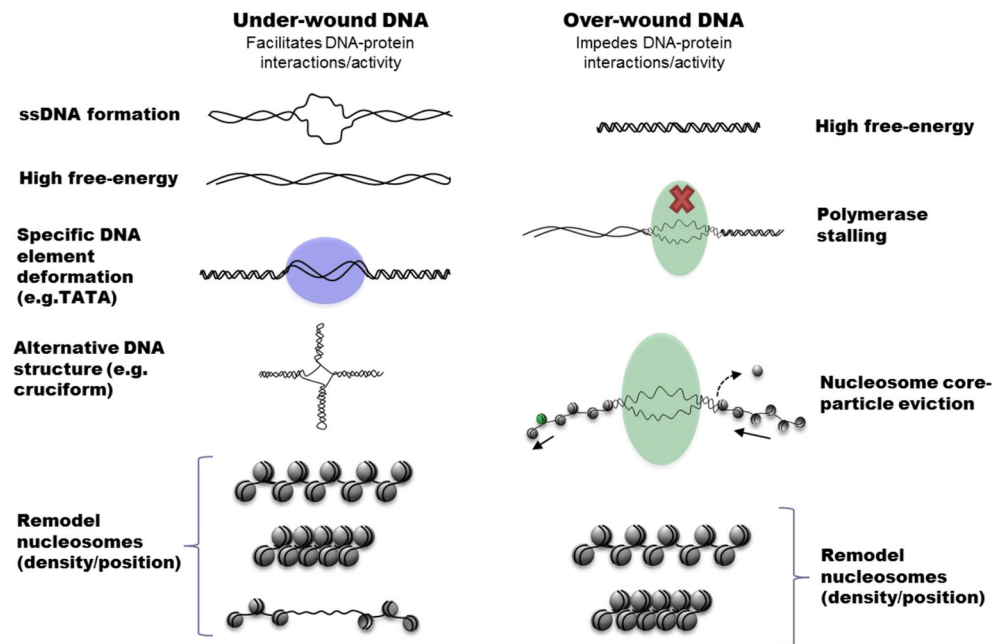 Under-wound DNA
Facilitates DNA-protein
interactions/activity
ssDNA formation
High free-energy
Specific DNA
element
deformation
(e.g.TATA)
Alternative DNA
structure (e.g.
cruciform)
Remodel
nucleosomes
(density/position)
Over-wound DNA
Impedes DNA-protein
interactions/activity
High free-energy
Polymerase
stalling
Nucleosome core-
particle eviction
Remodel
nucleosomes
(density/position)